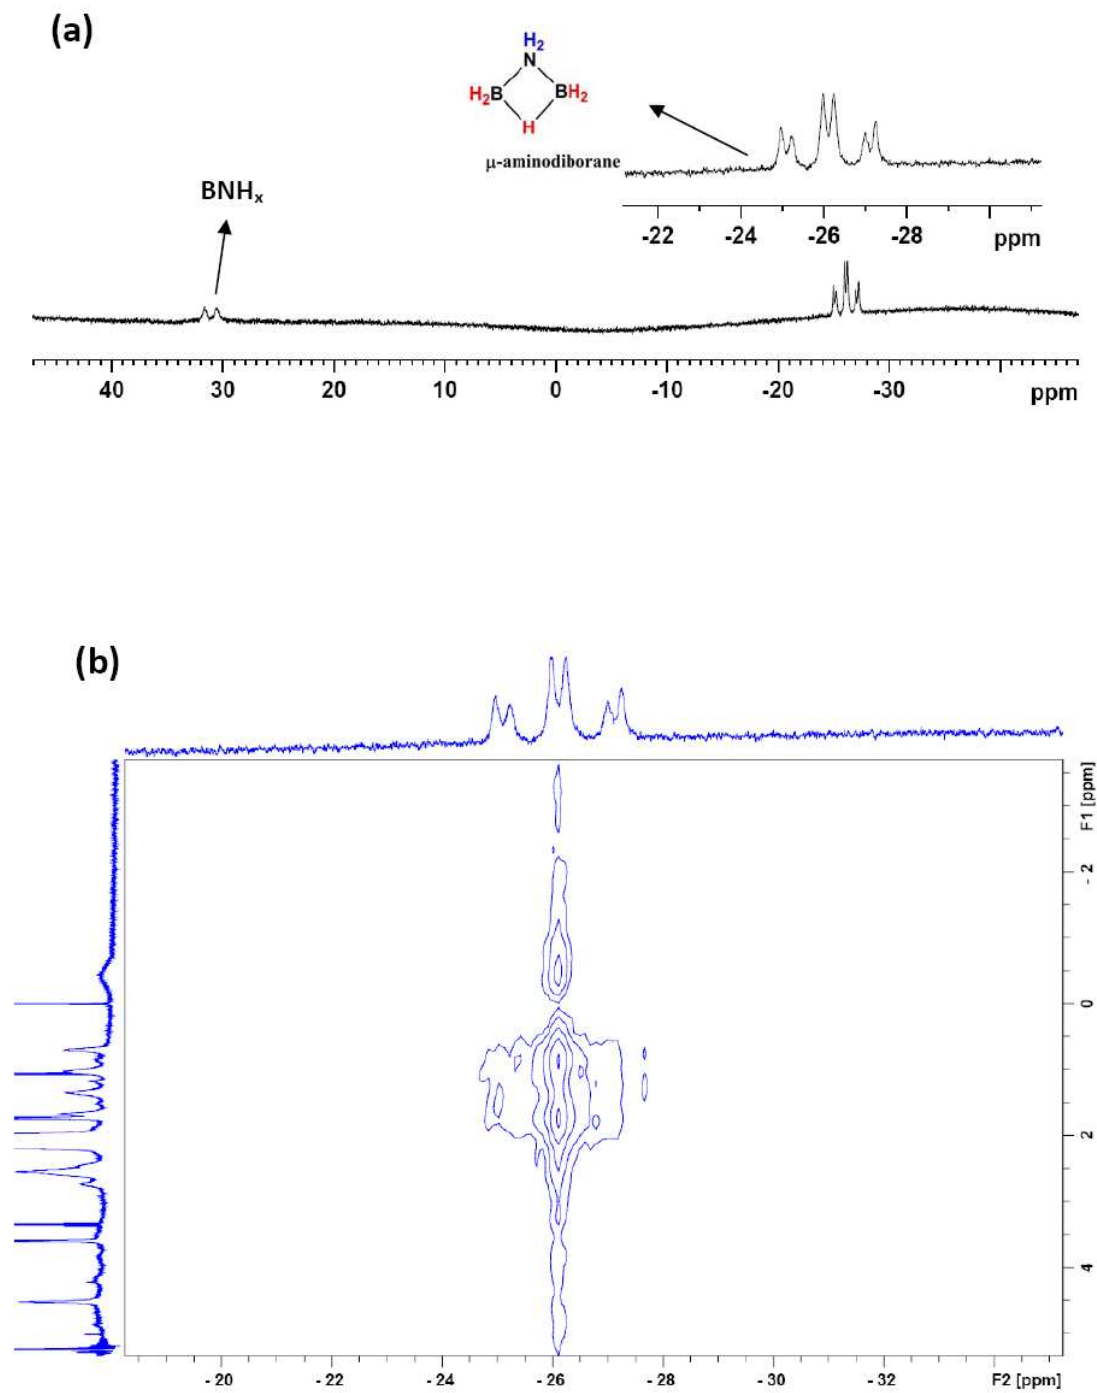 (a)
H2
N
H2B BH2
H
μ-aminodiborane
BNHx
-22 -24 -26 -28 ppm
40 30 20 10 0 -10 -20 -30 ppm
(b)
F1 [ppm]
- 2
0
2
4
- 20 - 22 - 24 - 26 - 28 - 30 - 32 F2 [ppm]